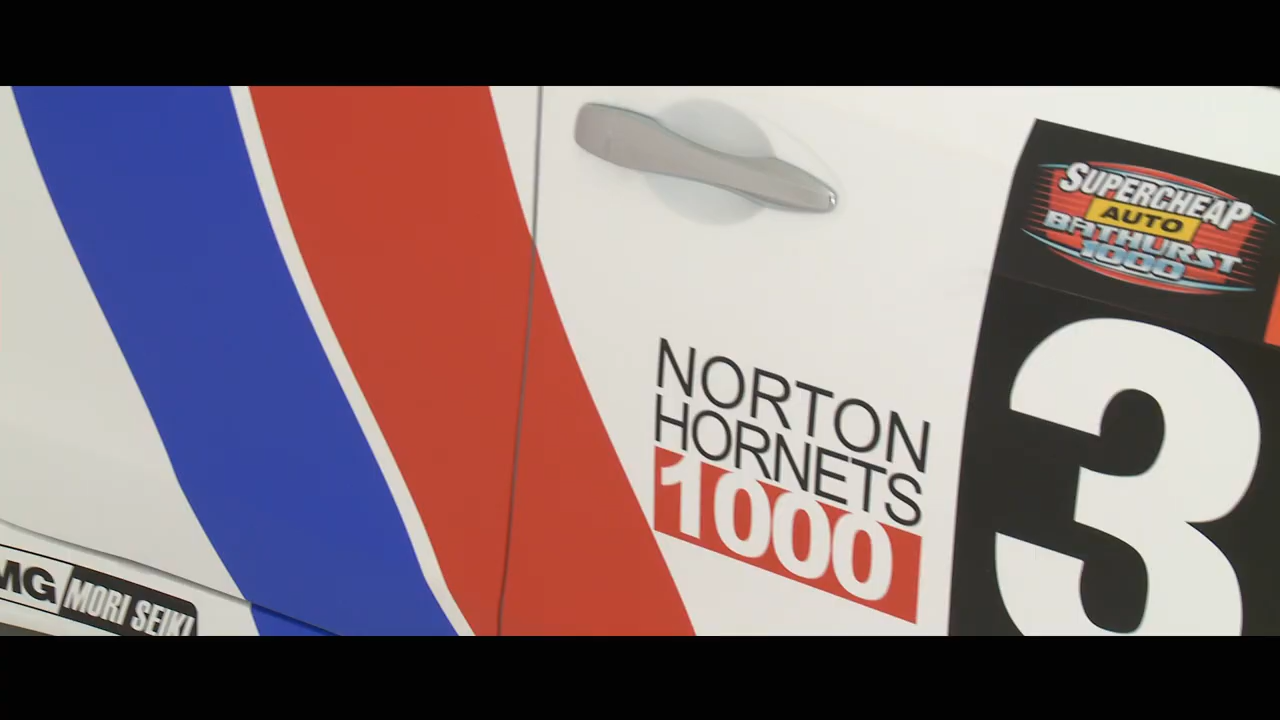 SUPERCHEAP
AUTO
BATHURST
1000
3
NORTON
HORNETS
1000
MG
MORI SEIKI